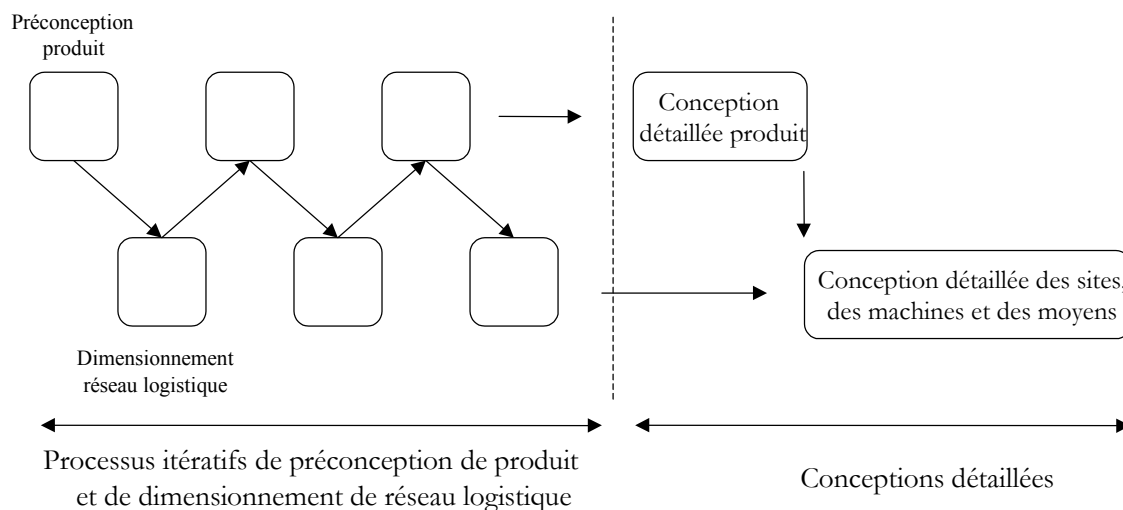 Préconception
produit
Conception
détaillée produit
Conception détaillée des sites,
des machines et des moyens
Dimensionnement
réseau logistique
Processus itératifs de préconception de produit
et de dimensionnement de réseau logistique
Conceptions détaillées